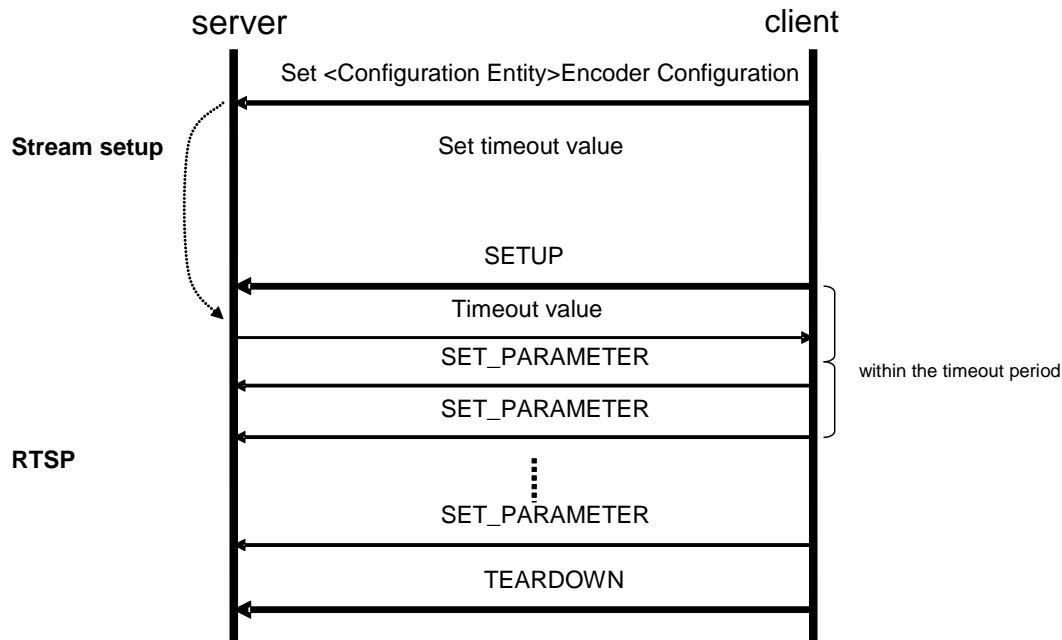 server
client
Set <Configuration Entity>Encoder Configuration
Stream setup
Set timeout value
SETUP
Timeout value
SET_PARAMETER
within the timeout period
SET_PARAMETER
RTSP
SET_PARAMETER
TEARDOWN